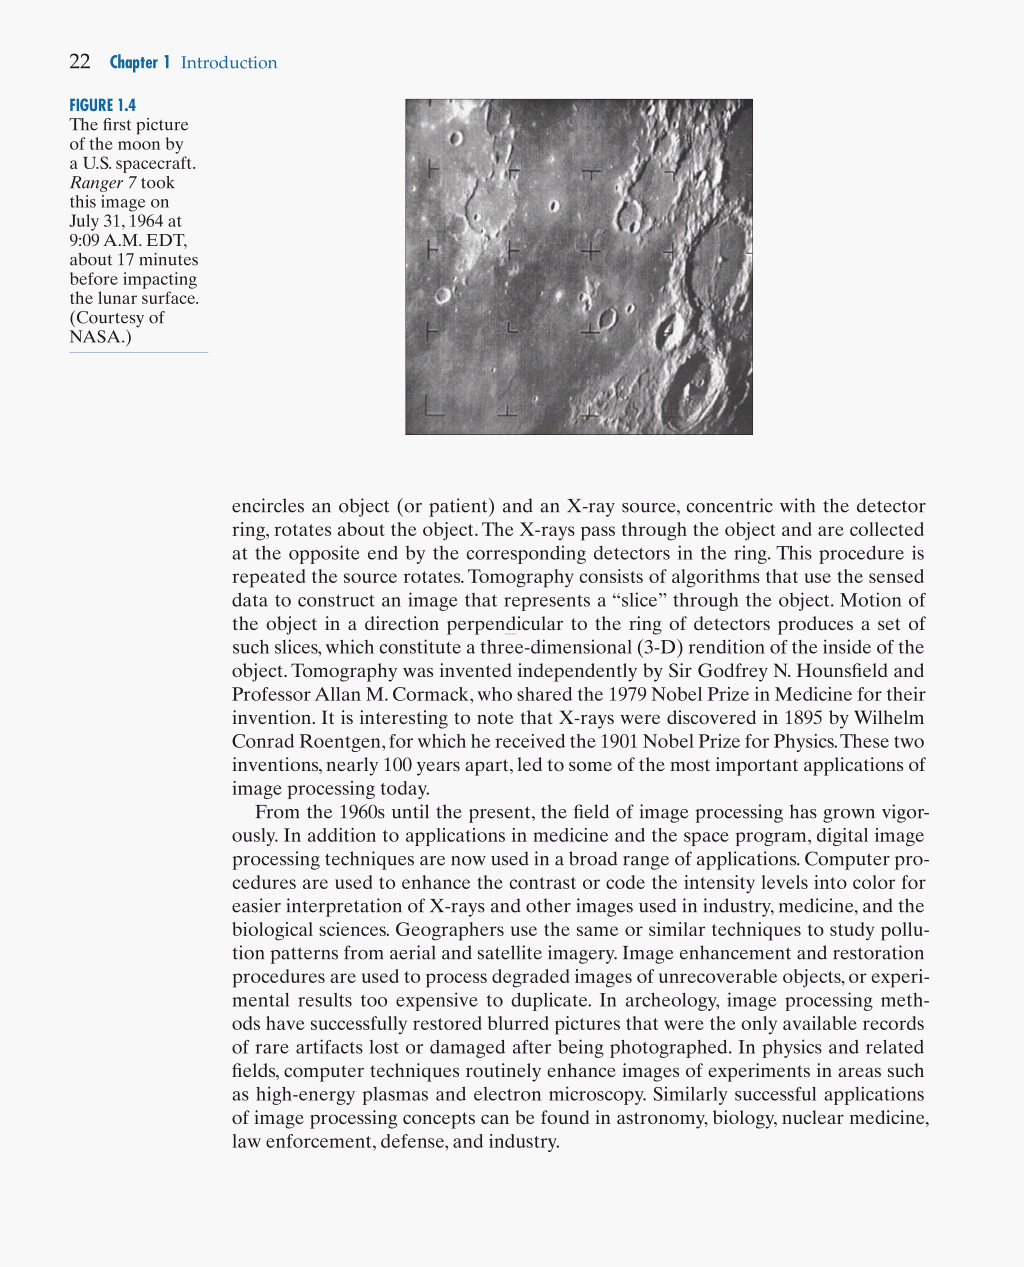 22 Chapter 1 Introduction
FIGURE 1.4
The first picture
of the moon by
a U.S. spacecraft.
Ranger 7 took
this image on
July 31, 1964 at
9:09 A.M. EDT,
about 17 minutes
before impacting
the lunar surface.
(Courtesy of
NASA.)
encircles an object (or patient) and an X-ray source, concentric with the detector
ring, rotates about the object. The X-rays pass through the object and are collected
at the opposite end by the corresponding detectors in the ring. This procedure is
repeated the source rotates. Tomography consists of algorithms that use the sensed
data to construct an image that represents a “slice” through the object. Motion of
the object in a direction perpendicular to the ring of detectors produces a set of
such slices, which constitute a three-dimensional (3-D) rendition of the inside of the
object. Tomography was invented independently by Sir Godfrey N. Hounsfield and
Professor Allan M. Cormack, who shared the 1979 Nobel Prize in Medicine for their
invention. It is interesting to note that X-rays were discovered in 1895 by Wilhelm
Conrad Roentgen, for which he received the 1901 Nobel Prize for Physics. These two
inventions, nearly 100 years apart, led to some of the most important applications of
image processing today.
From the 1960s until the present, the field of image processing has grown vigor-
ously. In addition to applications in medicine and the space program, digital image
processing techniques are now used in a broad range of applications. Computer pro-
cedures are used to enhance the contrast or code the intensity levels into color for
easier interpretation of X-rays and other images used in industry, medicine, and the
biological sciences. Geographers use the same or similar techniques to study pollu-
tion patterns from aerial and satellite imagery. Image enhancement and restoration
procedures are used to process degraded images of unrecoverable objects, or experi-
mental results too expensive to duplicate. In archeology, image processing meth-
ods have successfully restored blurred pictures that were the only available records
of rare artifacts lost or damaged after being photographed. In physics and related
fields, computer techniques routinely enhance images of experiments in areas such
as high-energy plasmas and electron microscopy. Similarly successful applications
of image processing concepts can be found in astronomy, biology, nuclear medicine,
law enforcement, defense, and industry.